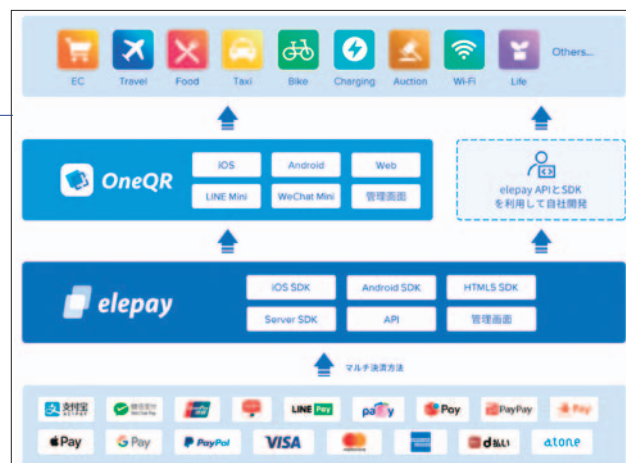 EC Travel Food Taxi Bike Charging Auction Wi-Fi Life Others...
OneQR
iOS Android Web
LINE Mini WeChat Mini 管理画面
elepay APIとSDK
を利用して自社開発
elepay
iOS SDK Android SDK HTML5 SDK
Server SDK API 管理画面
マルチ決済方法
支付宝 LINE Pay paidy Pay PayPay Pay
Pay G Pay PayPal VISA d払い atone